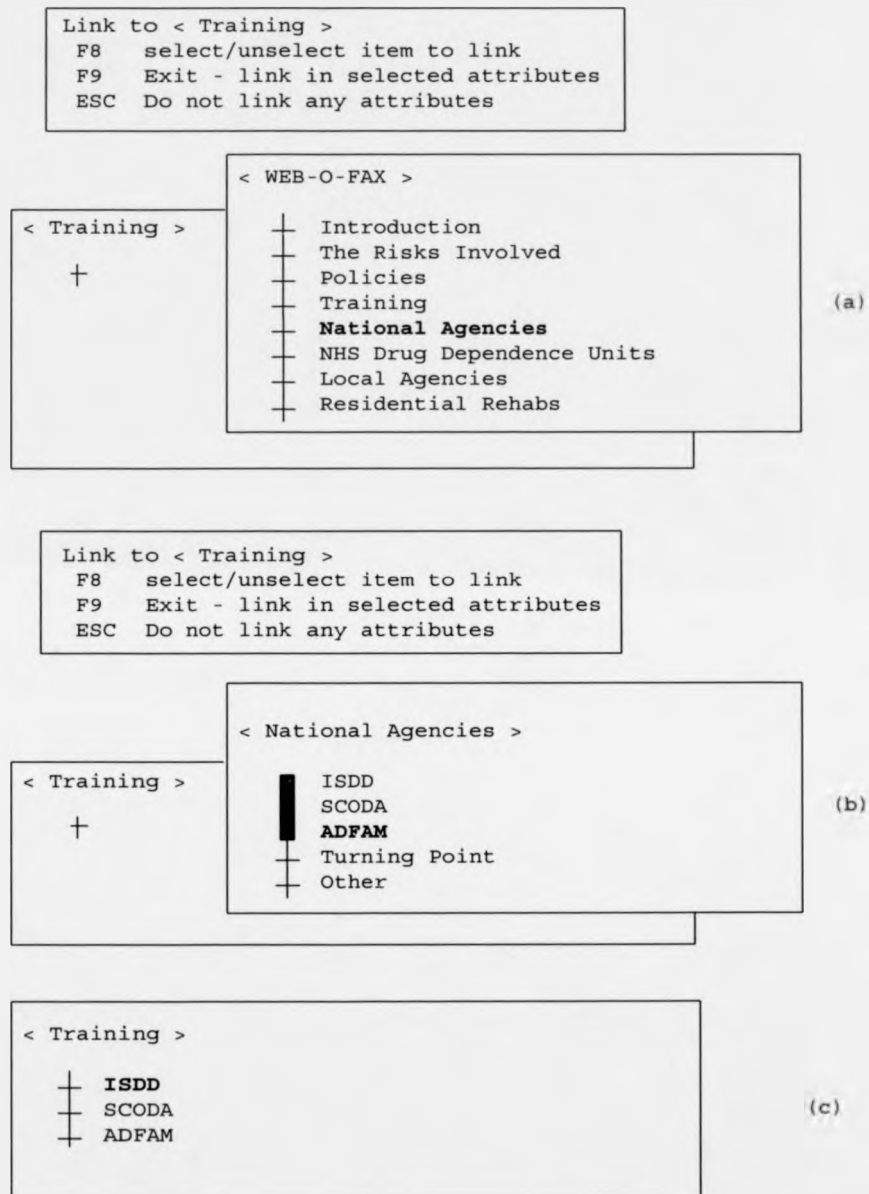 Link to < Training >
F8 select/unselect item to link
F9 Exit - link in selected attributes
ESC Do not link any attributes
< WEB-O-FAX >
< Training >
Introduction
The Risks Involved
Policies
Training
National Agencies
NHS Drug Dependence Units
Local Agencies
Residential Rehabs
(a)
Link to < Training >
F8 select/unselect item to link
F9 Exit - link in selected attributes
ESC Do not link any attributes
< National Agencies >
< Training >
ISDD
SCODA
ADFAM
Turning Point
Other
(b)
< Training >
ISDD
SCODA
ADFAM
(c)